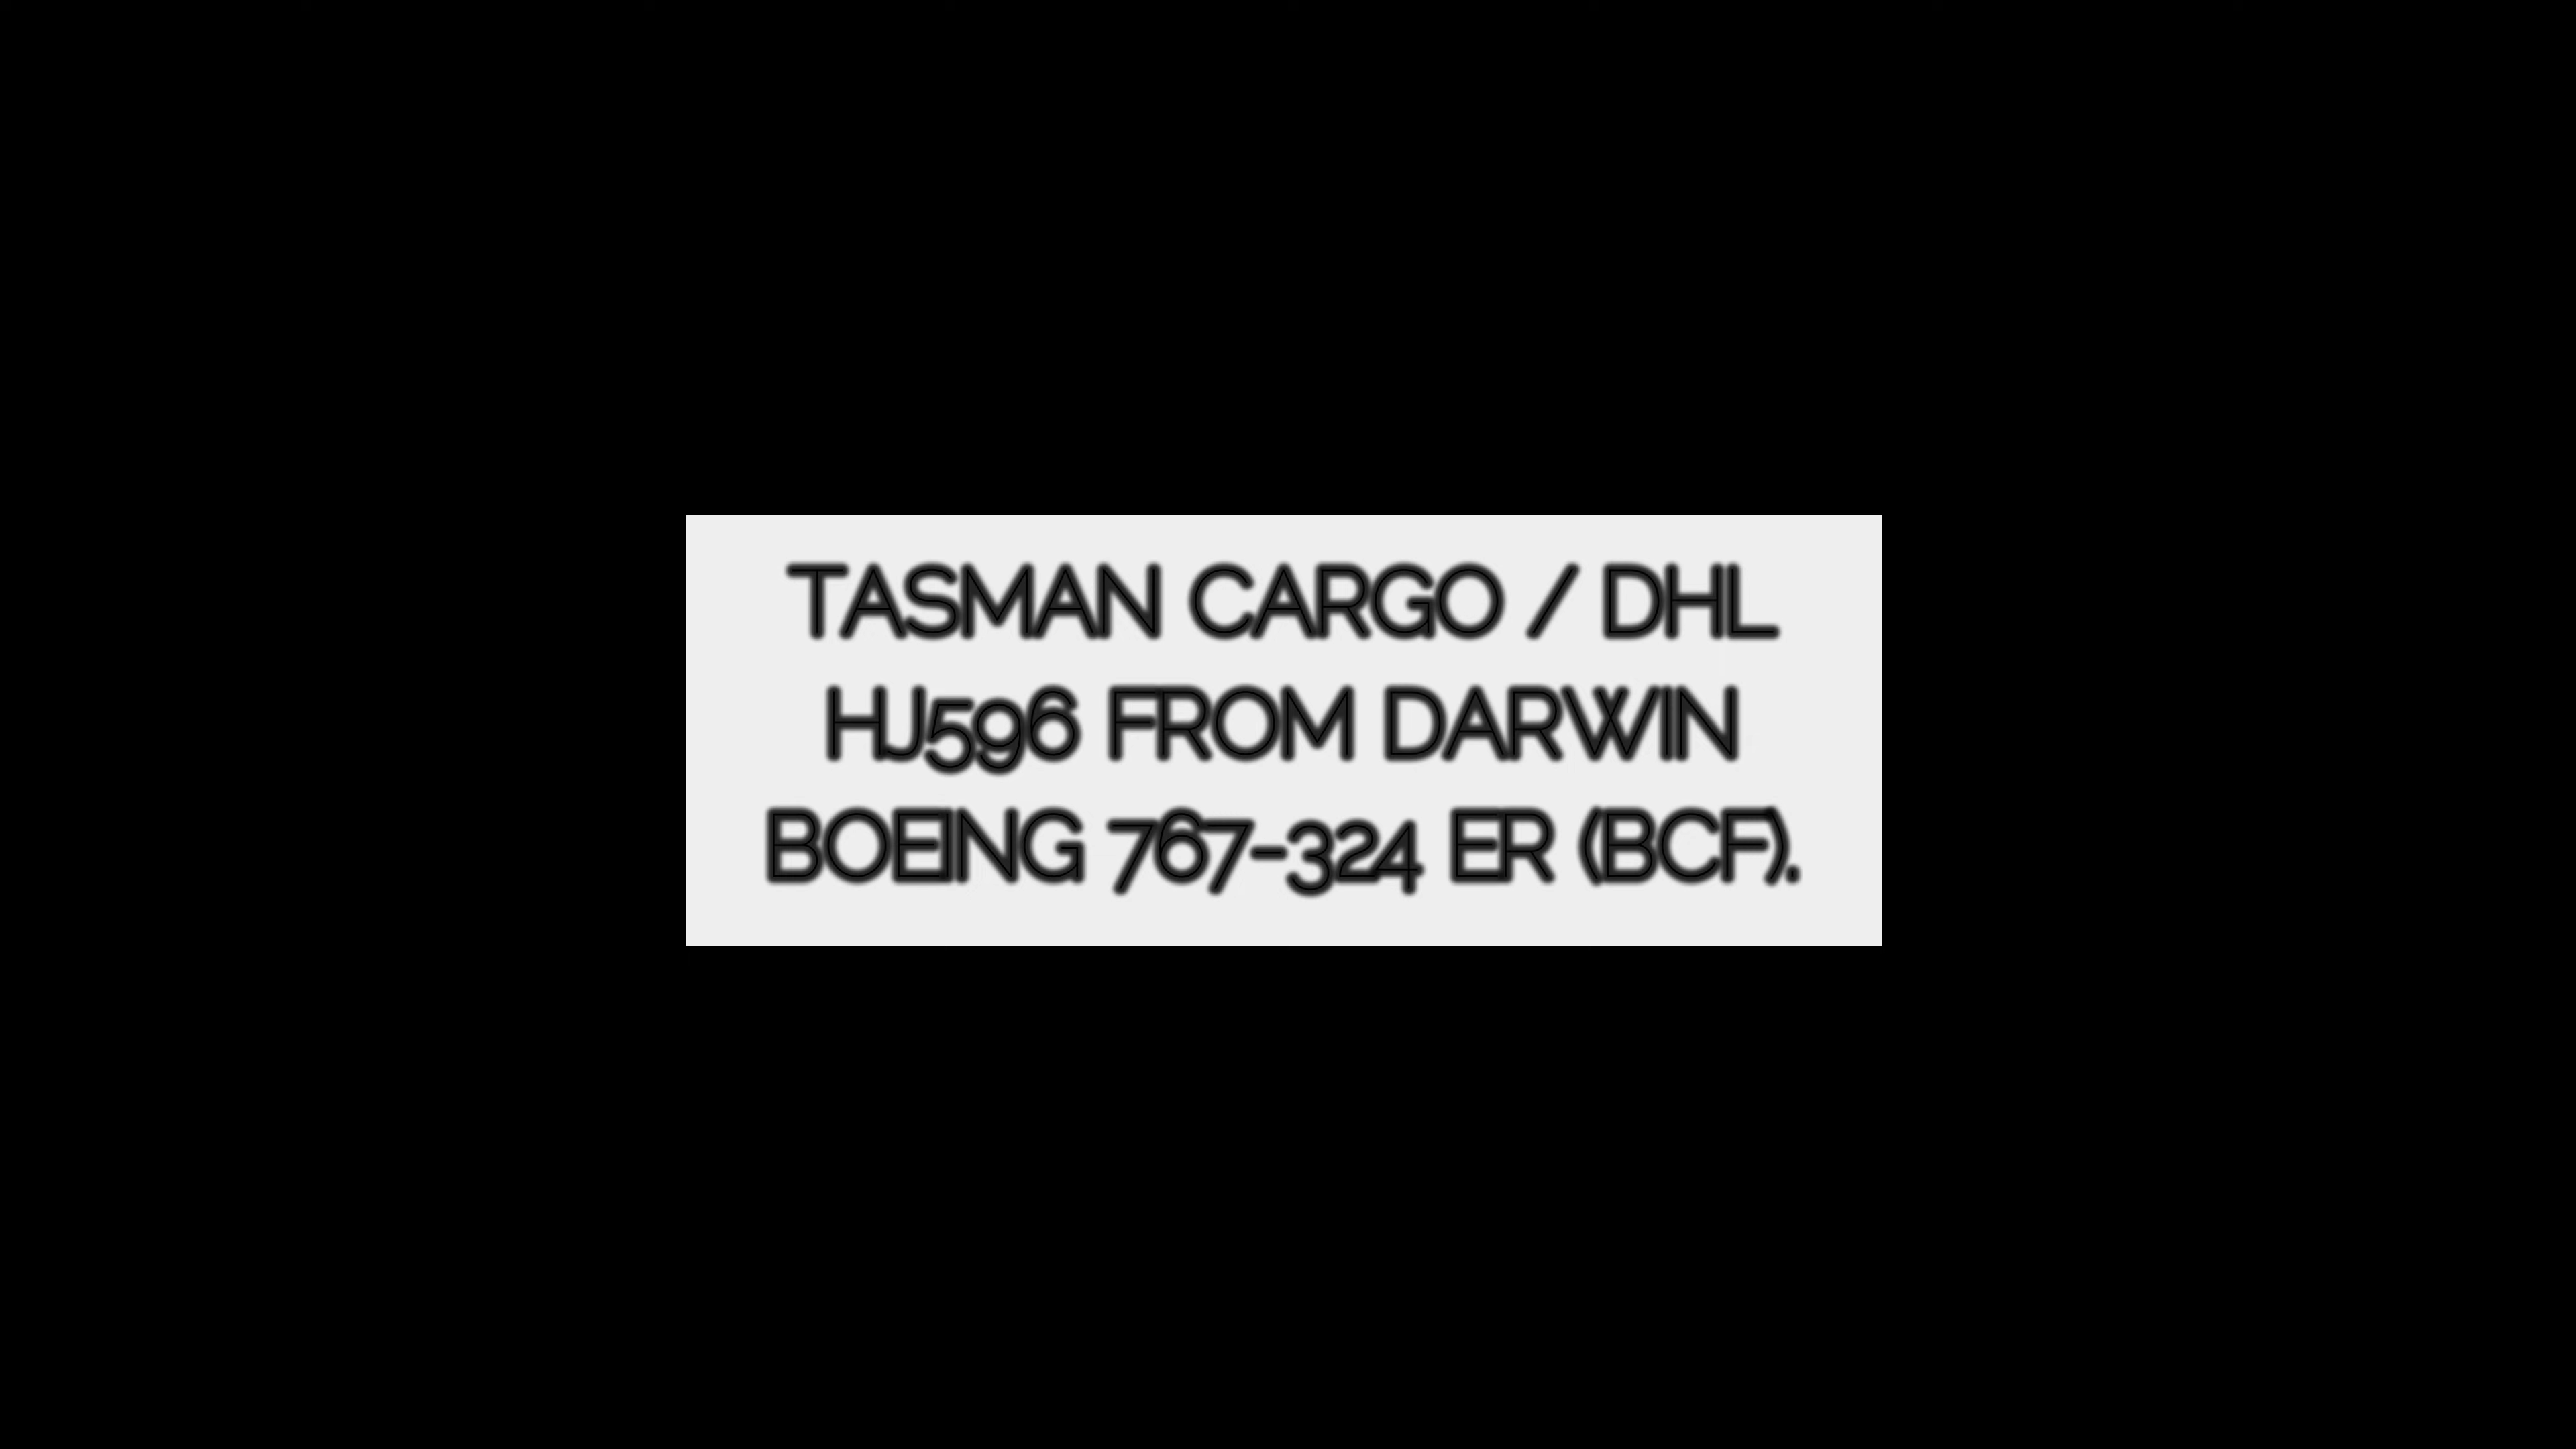 TASMAN CARGO / DHL
HJ596 FROM DARWIN
BOEING 767-324 ER (BCF).